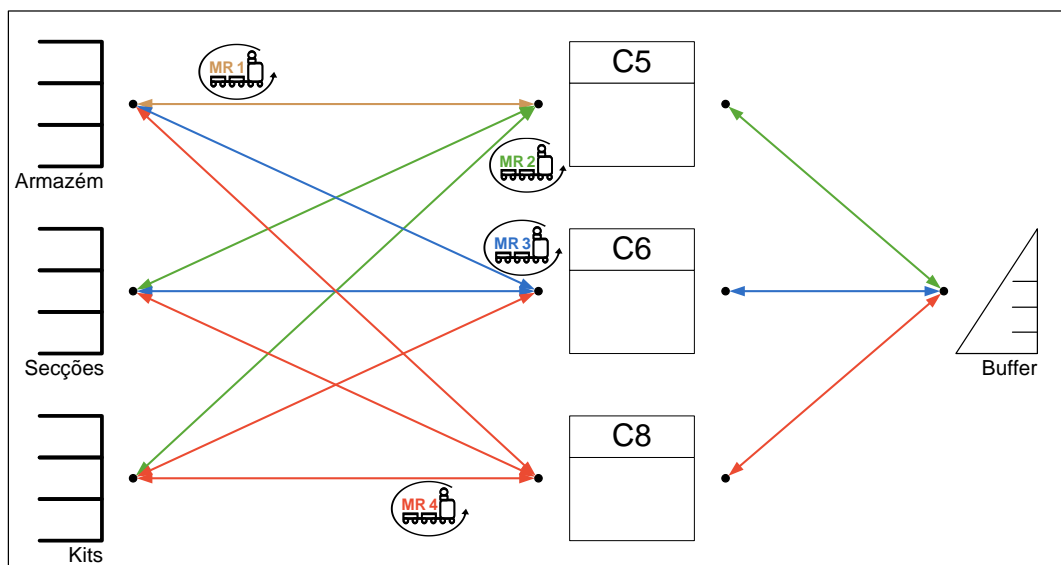 MR 1
C5
MR 2
Armazém
MR 3
C6
Secções
Buffer
C8
MR 4
Kits